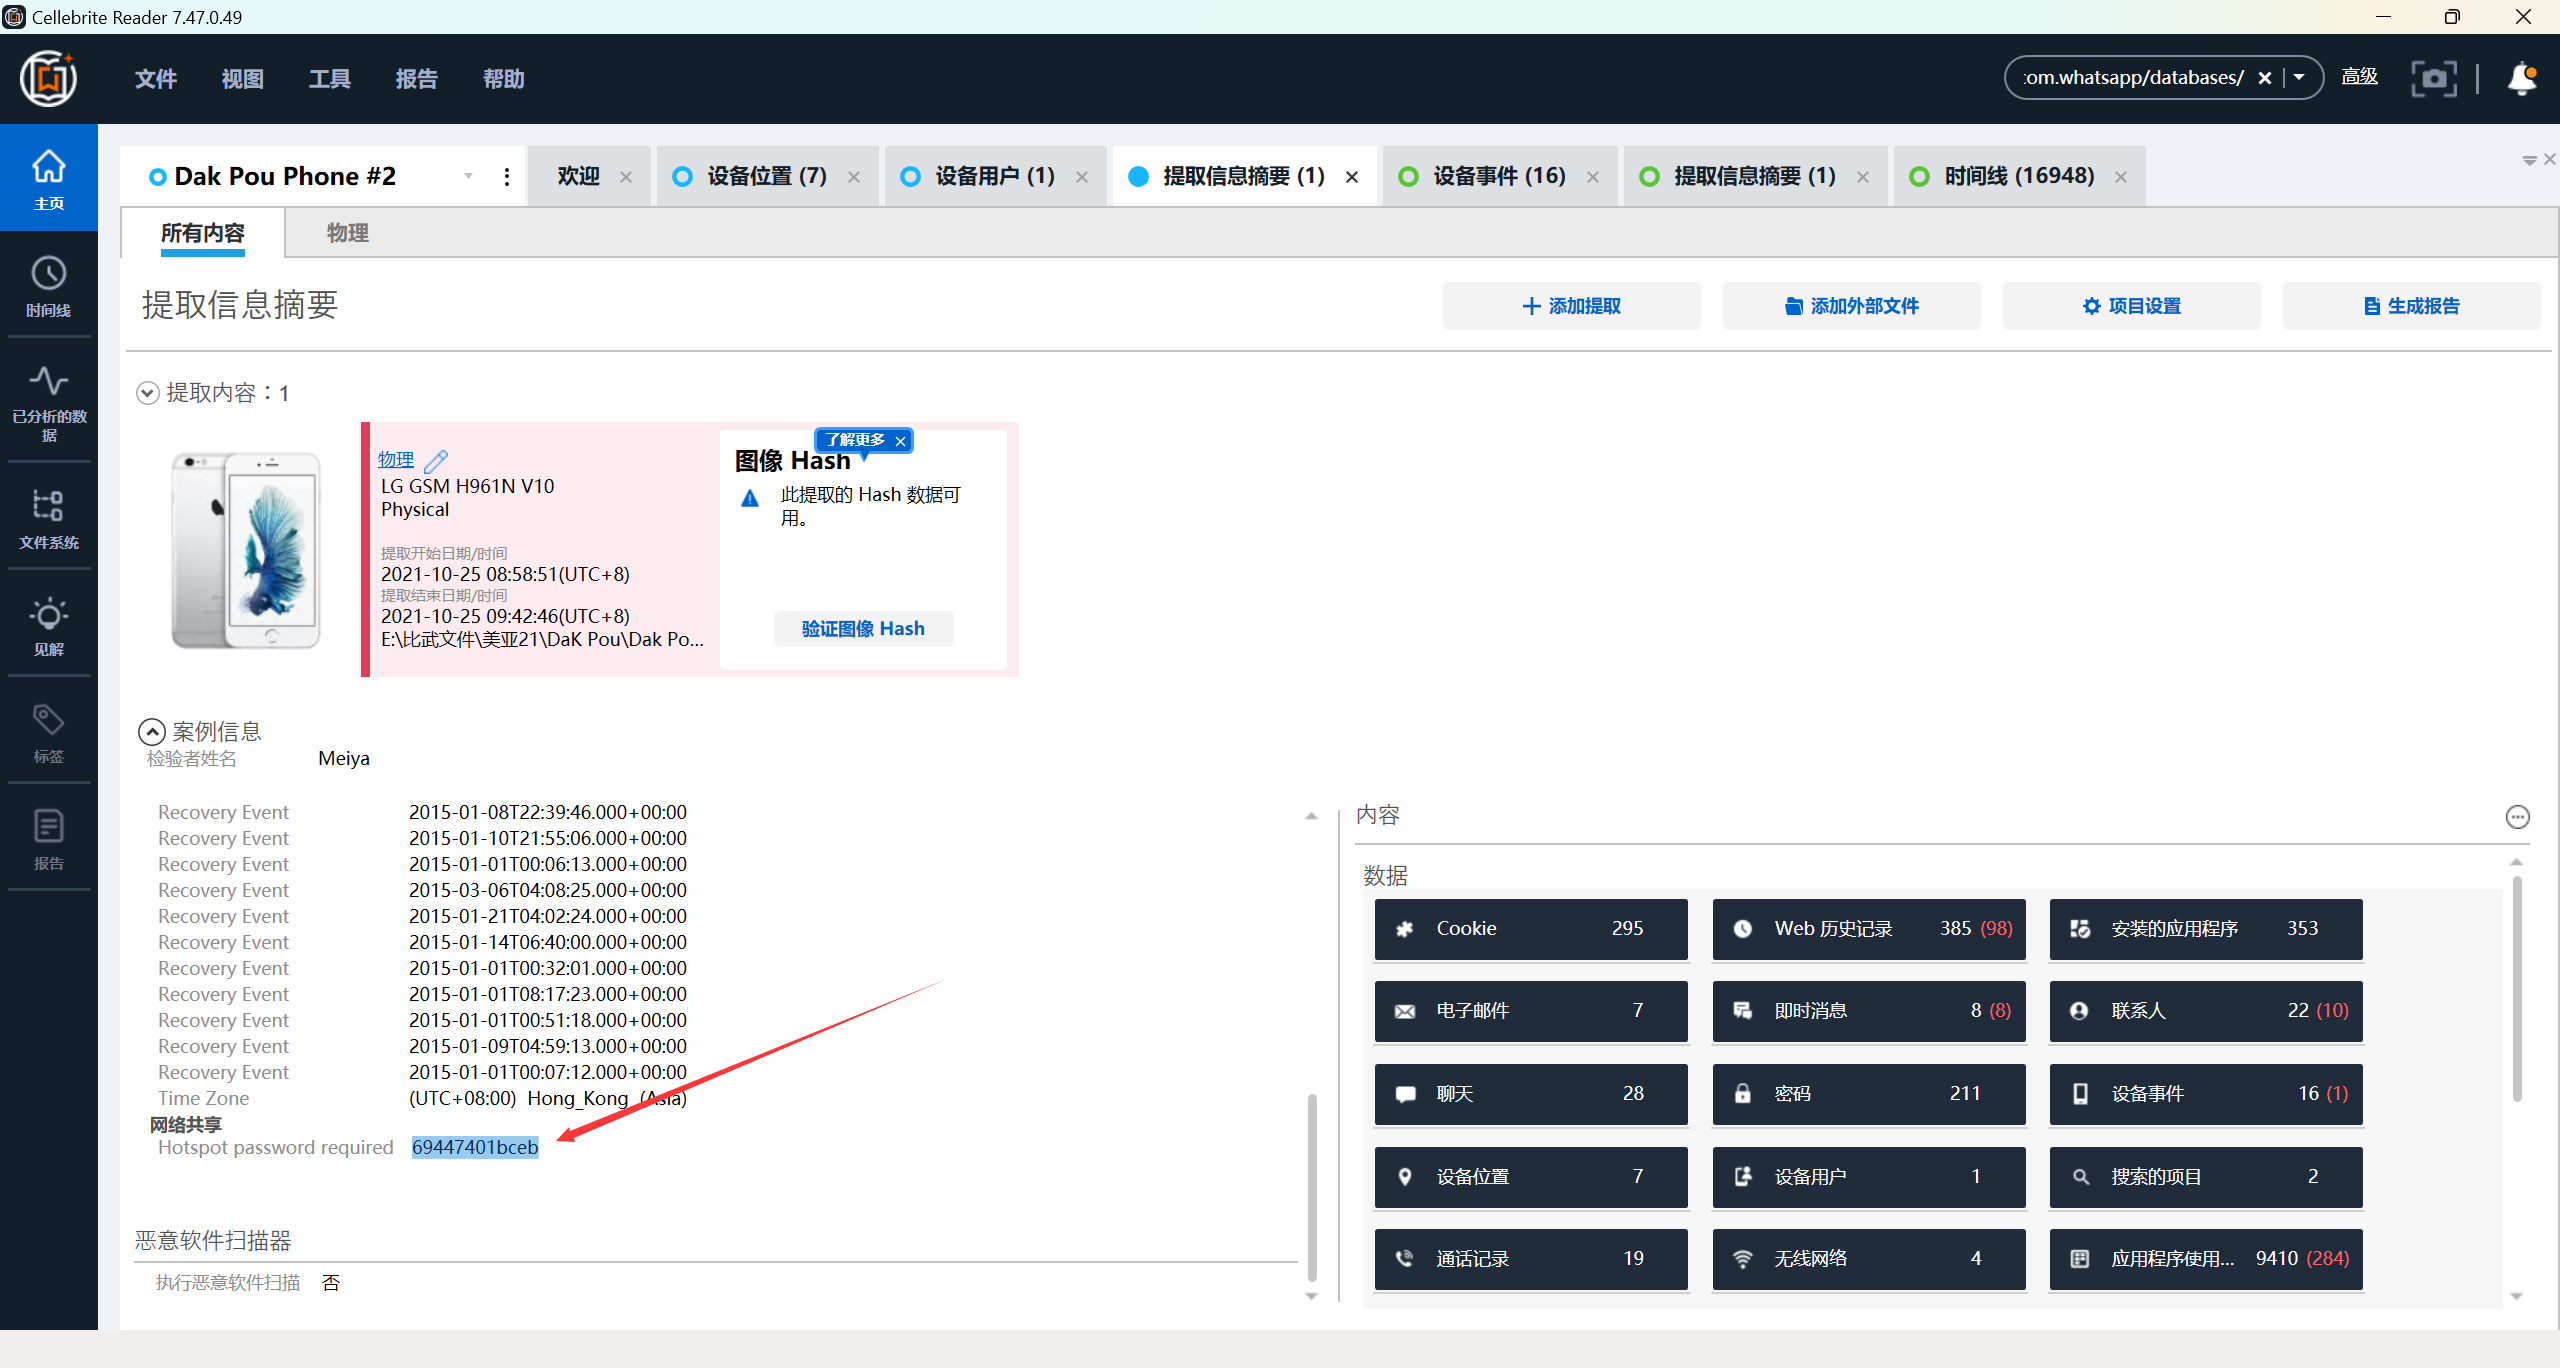 Cellebrite Reader 7.47.0.49
文件 视图 工具 报告 帮助
:om.whatsapp/databases/ 高级
主页
时间线
已分析的数据
文件系统
见解
标签
报告
Dak Pou Phone #2 欢迎 设备位置 (7) 设备用户 (1) 提取信息摘要 (1) 设备事件 (16) 提取信息摘要 (1) 时间线 (16948)
所有内容 物理
提取信息摘要 添加提取 添加外部文件 项目设置 生成报告
提取内容：1
物理
LG GSM H961N V10
Physical
提取开始日期/时间
2021-10-25 08:58:51(UTC+8)
提取结束日期/时间
2021-10-25 09:42:46(UTC+8)
E:\比武文件\美亚21\DaK Pou\Dak Po...
了解更多
图像 Hash
此提取的 Hash 数据可
用。
验证图像 Hash
案例信息
检验者姓名 Meiya
Recovery Event 2015-01-08T22:39:46.000+00:00
Recovery Event 2015-01-10T21:55:06.000+00:00
Recovery Event 2015-01-01T00:06:13.000+00:00
Recovery Event 2015-03-06T04:08:25.000+00:00
Recovery Event 2015-01-21T04:02:24.000+00:00
Recovery Event 2015-01-14T06:40:00.000+00:00
Recovery Event 2015-01-01T00:32:01.000+00:00
Recovery Event 2015-01-01T08:17:23.000+00:00
Recovery Event 2015-01-01T00:51:18.000+00:00
Recovery Event 2015-01-09T04:59:13.000+00:00
Recovery Event 2015-01-01T00:07:12.000+00:00
Time Zone (UTC+08:00) Hong_Kong (Asia)
网络共享
Hotspot password required 69447401bceb
恶意软件扫描器
执行恶意软件扫描 否
内容
数据
Cookie 295 Web 历史记录 385 (98) 安装的应用程序 353
电子邮件 7 即时消息 8 (8) 联系人 22 (10)
聊天 28 密码 211 设备事件 16 (1)
设备位置 7 设备用户 1 搜索的项目 2
通话记录 19 无线网络 4 应用程序使用... 9410 (284)